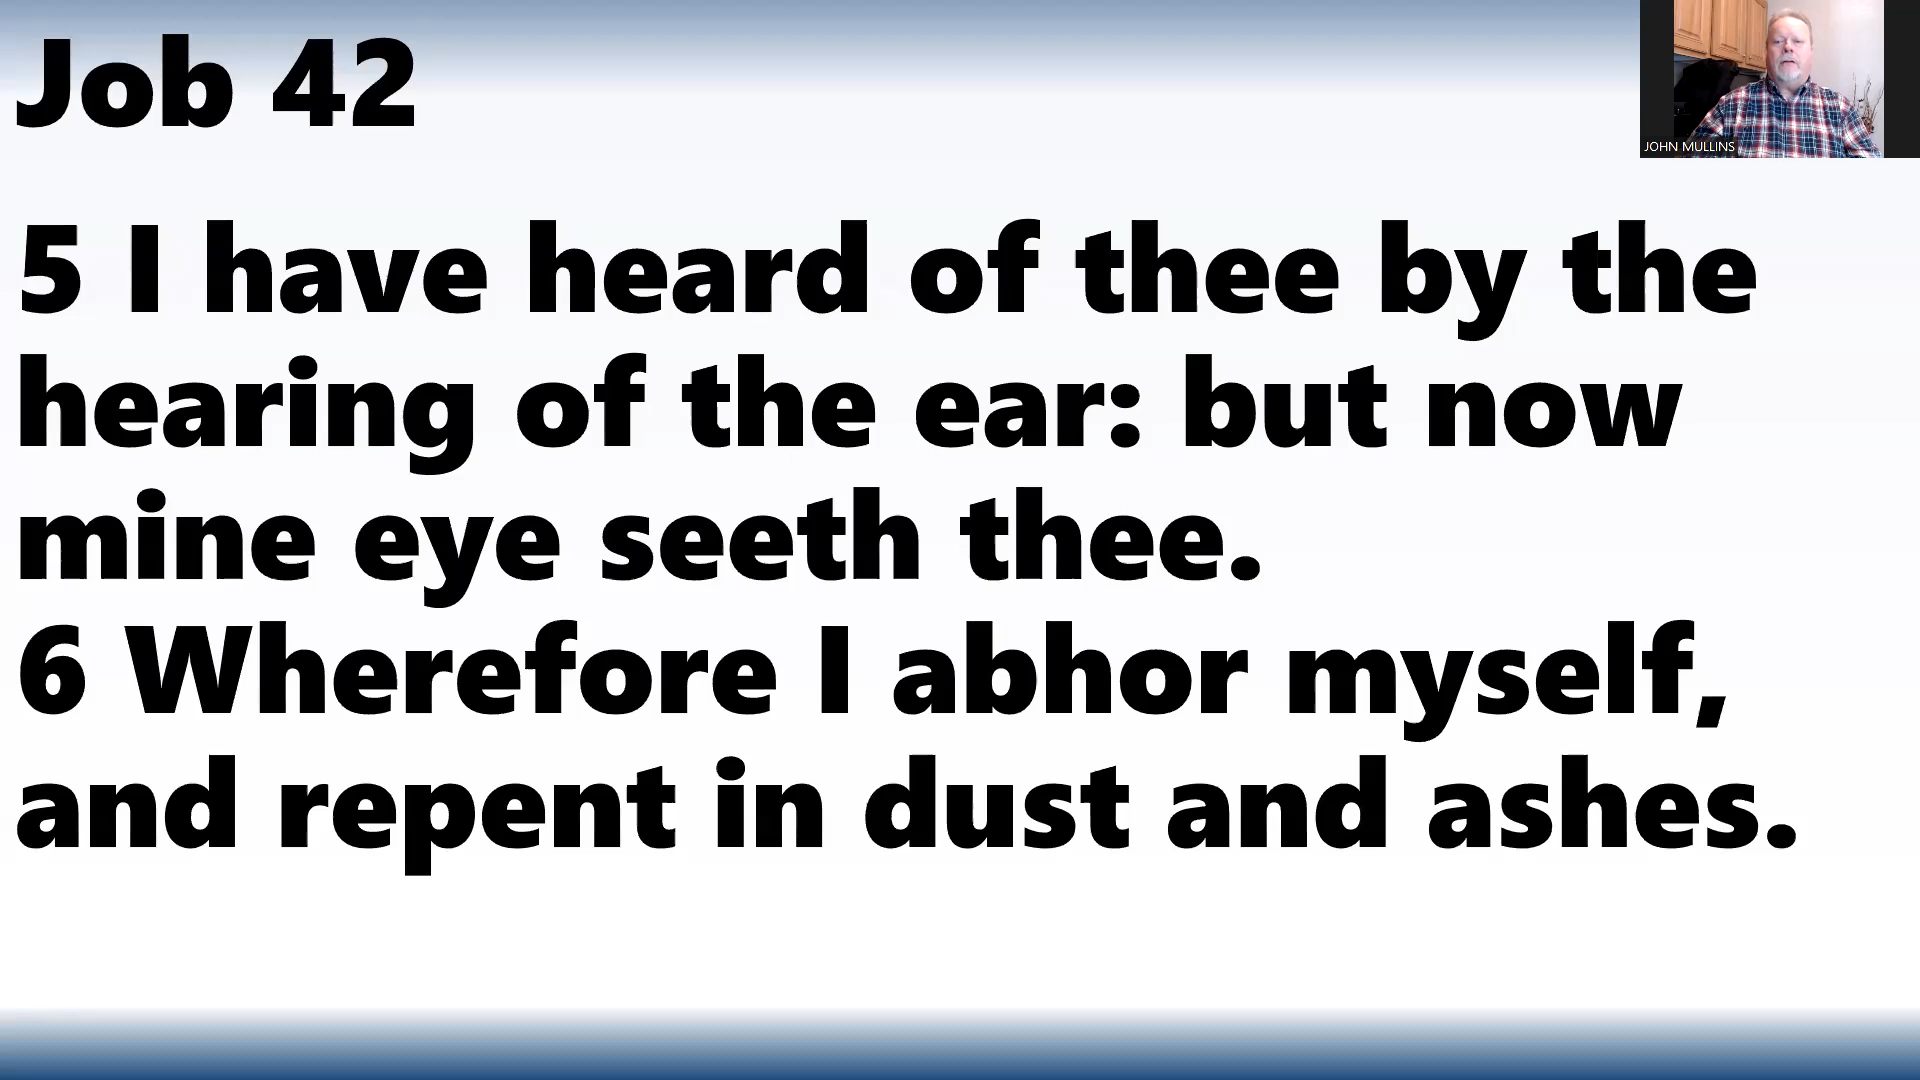 Job 42
JOHN MULLINS
5 I have heard of thee by the
hearing of the ear: but now
mine eye seeth thee.
6 Wherefore I abhor myself,
and repent in dust and ashes.